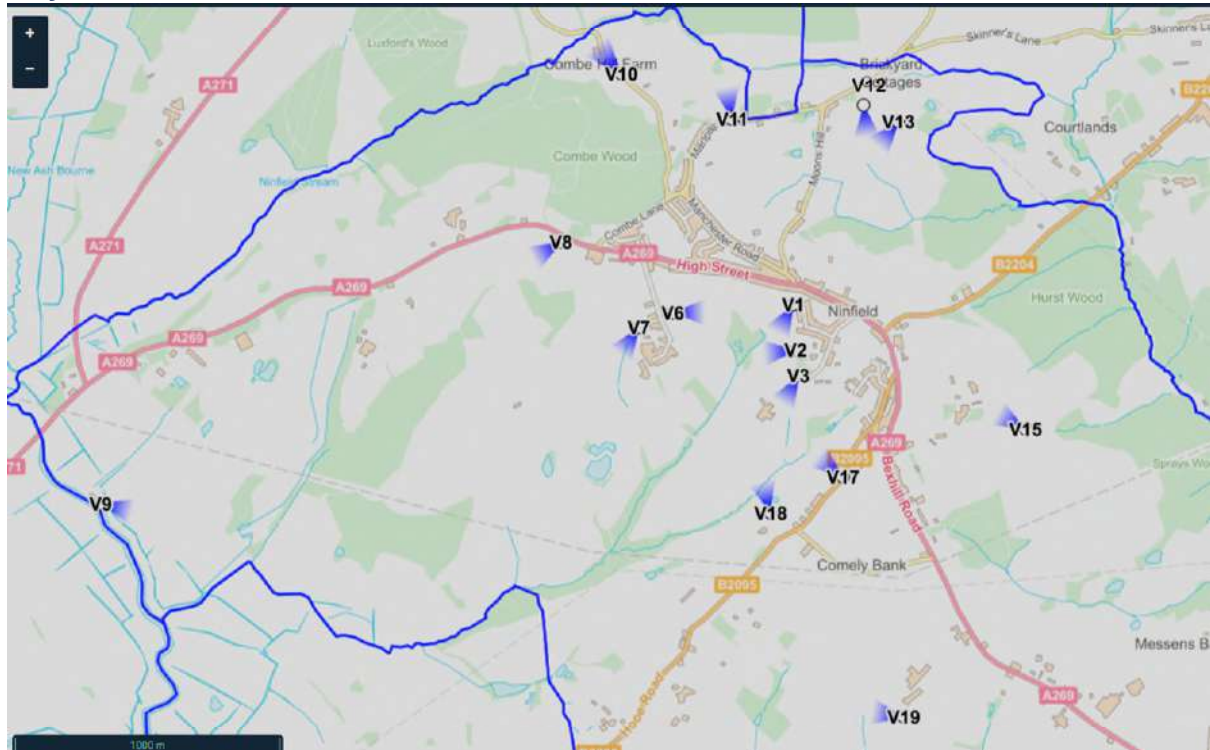 +
−
A271
Luxford's Wood
Combe Hill Farm
V10
Skinner's Lane
Skinner's La
Brickyard
Cottages
V12
V11
V13
Courtlands
New Ash Bourne
Ninfield Stream
Combe Wood
Moons Hill
Combe Lane
Manchester Road
A271
V8
A269
High Street
B2204
A269
Hurst Wood
V6
V1
Ninfield
A269
V7
V2
A269
V3
V15
A269
B2095
V17
Bexhill Road
V9
V18
Comely Bank
B2095
Messens B
Hooe Road
A269
V19
1000 m